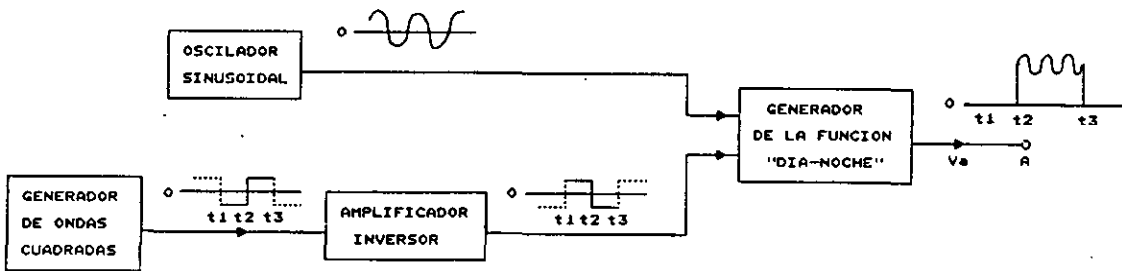 OSCILADOR
SINUSOIDAL
GENERADOR
DE LA FUNCION
"DIA-NOCHE"
t1 t2 t3
Va A
GENERADOR
DE ONDAS
CUADRADAS
t1 t2 t3
AMPLIFICADOR
INVERSOR
t1 t2 t3